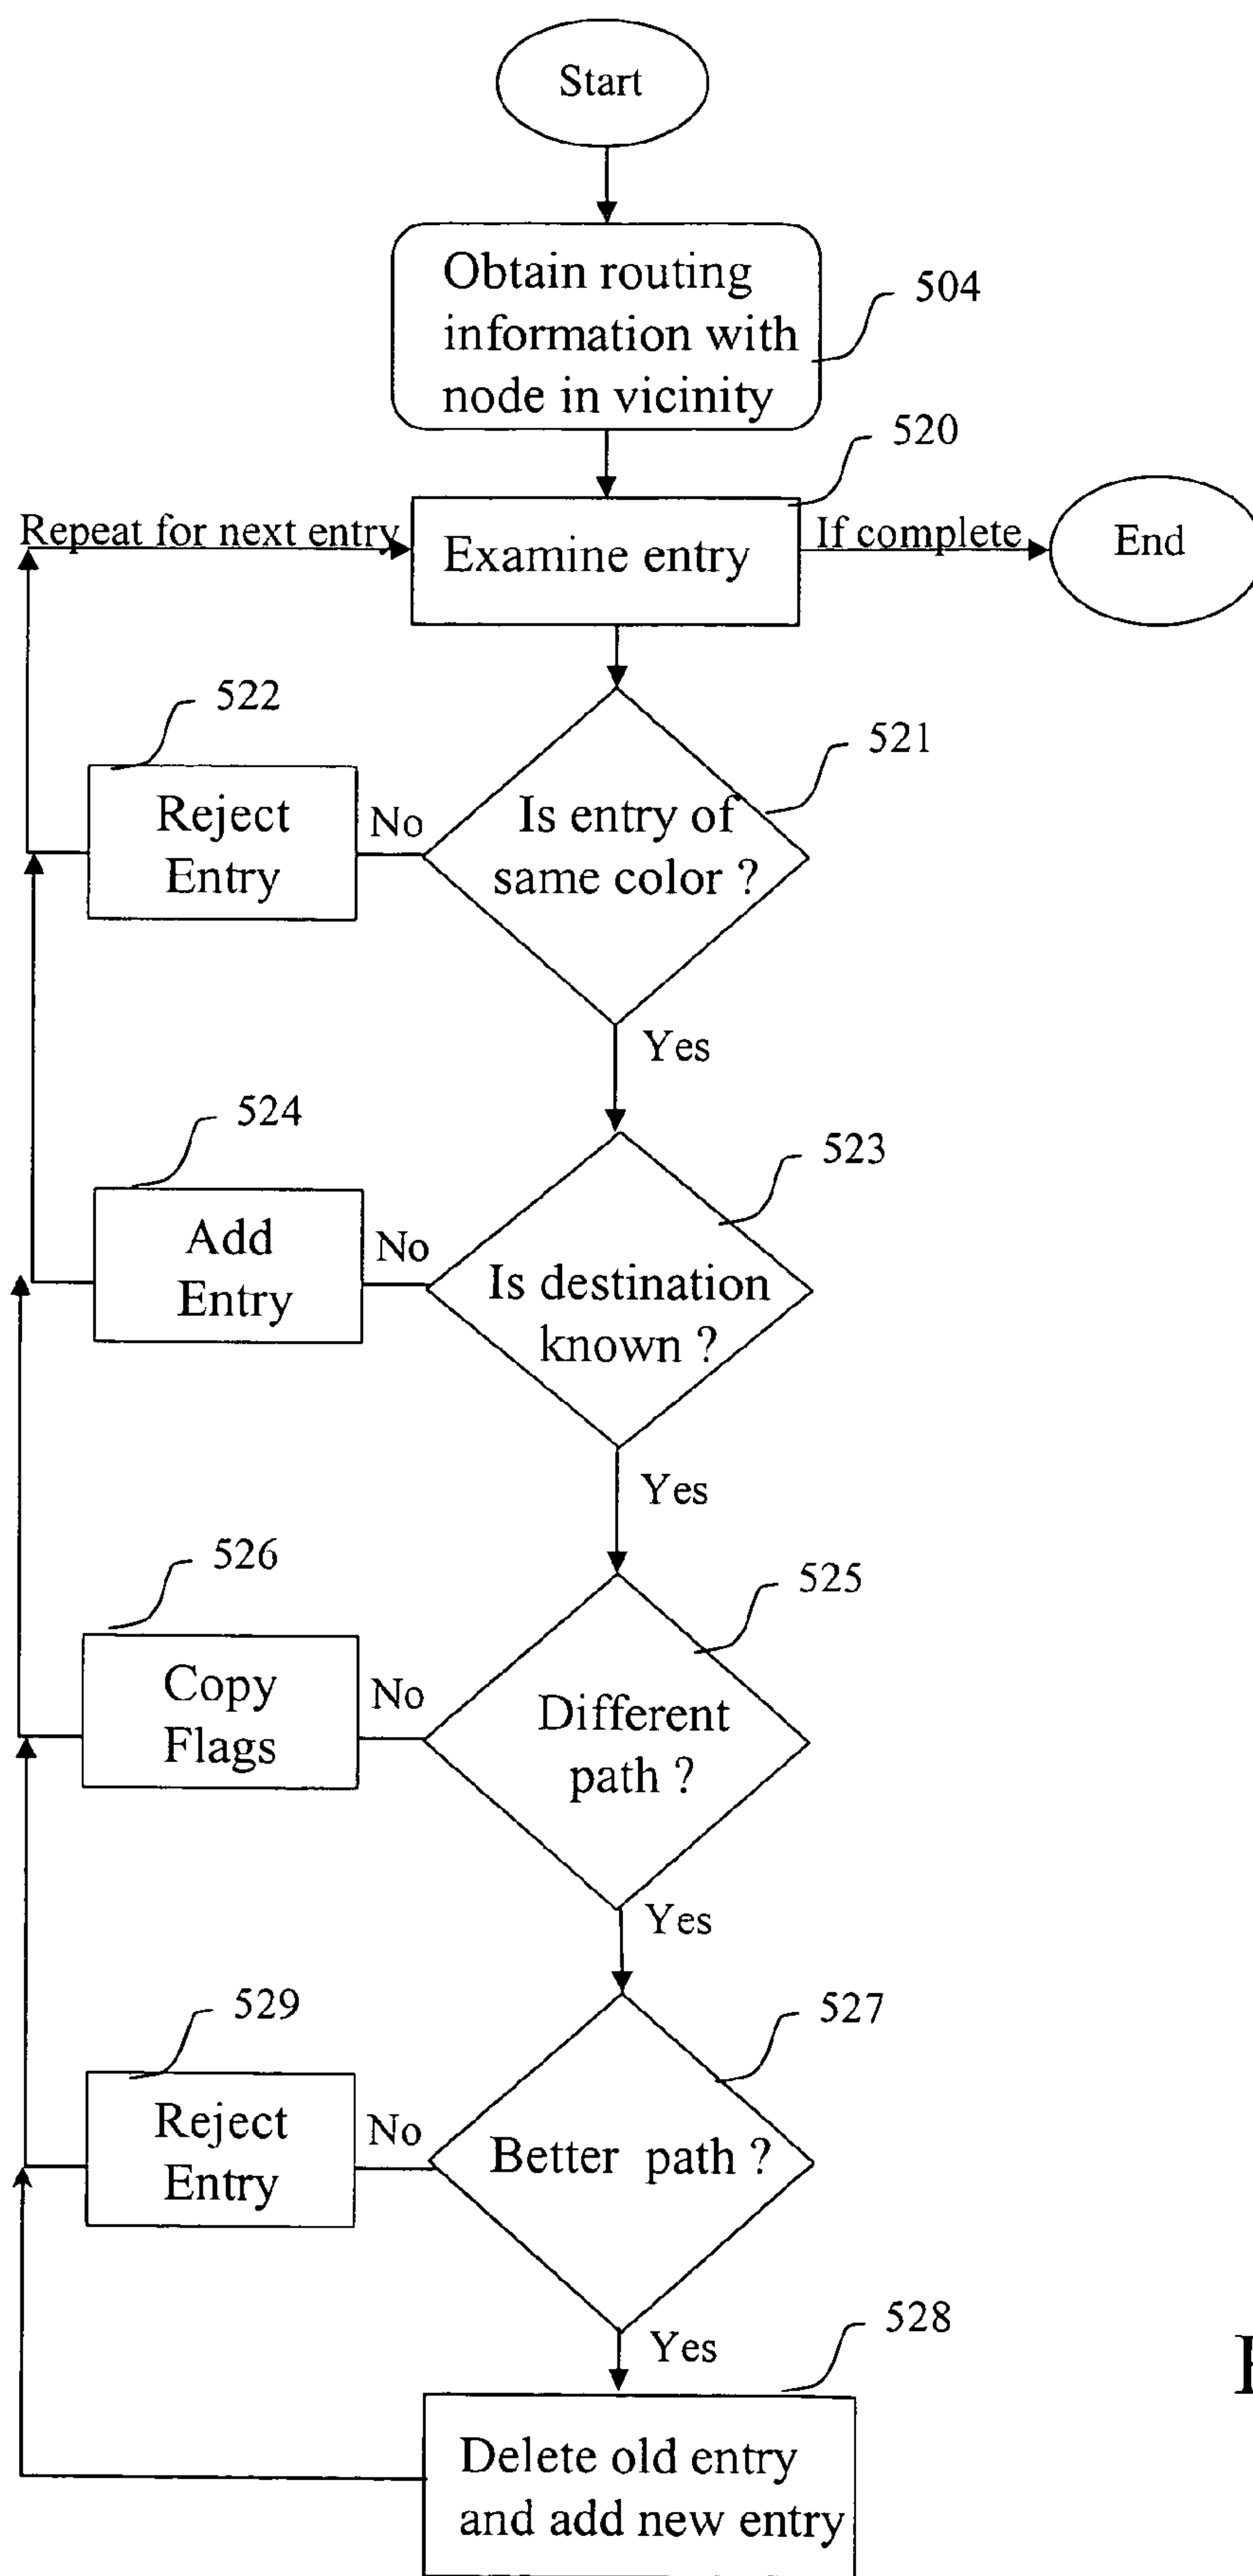 Start
Obtain routing
information with
node in vicinity
504
520
Repeat for next entry
Examine entry
If complete
End
522
521
Reject
Entry
No
Is entry of
same color ?
Yes
524
523
Add
Entry
No
Is destination
known ?
Yes
526
525
Copy
Flags
No
Different
path ?
Yes
529
527
Reject
Entry
No
Better path ?
Yes
528
Delete old entry
and add new entry